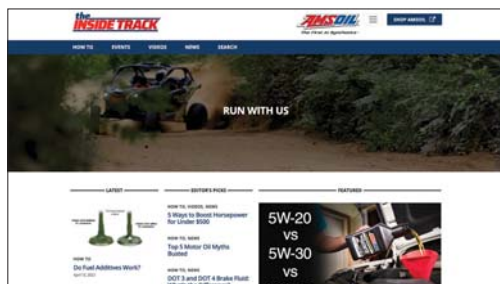 the
INSIDE TRACK
AMSOIL
The First in Synthetics
SHOP AMSOIL
HOW TO
EVENTS
VIDEOS
NEWS
SEARCH
RUN WITH US
LATEST
HOW TO
Do Fuel Additives Work?
EDITOR'S PICKS
HOW TO, VIDEOS, NEWS
5 Ways to Boost Horsepower
for Under $500
HOW TO, NEWS
Top 5 Motor Oil Myths
Busted
HOW TO, NEWS
DOT 3 and DOT 4 Brake Fluid:
FEATURED
5W-20
vs
5W-30
vs